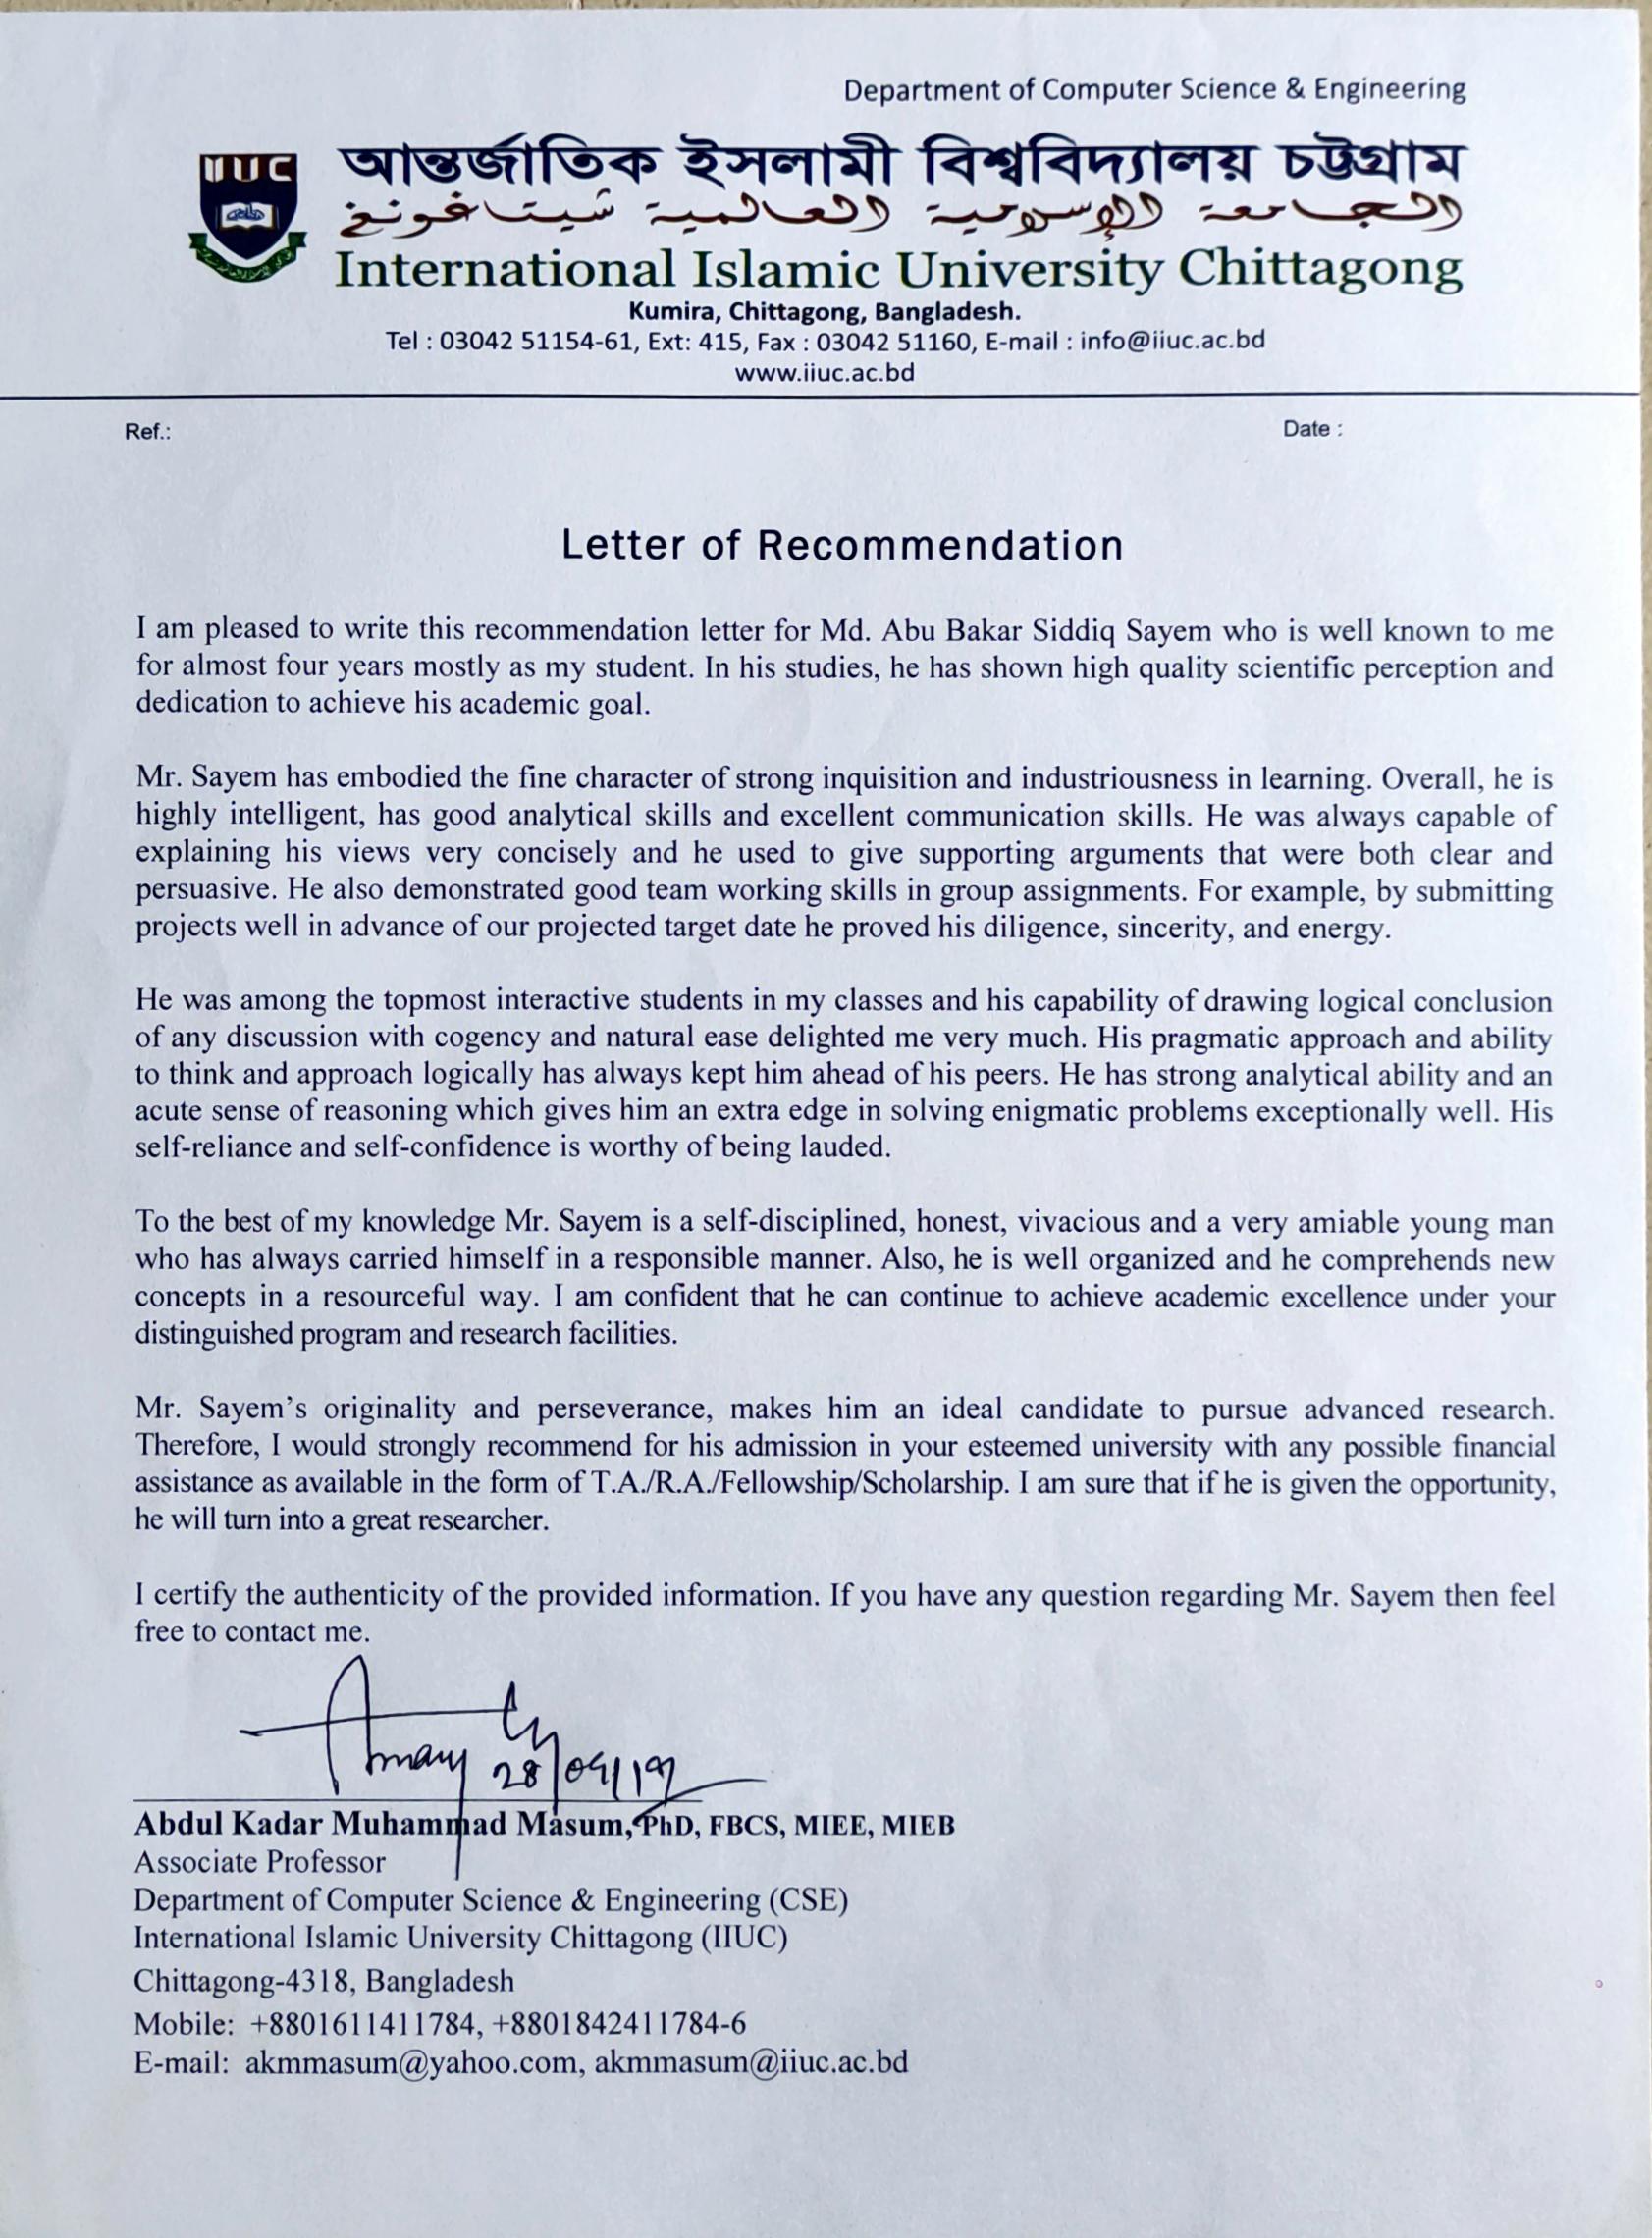 Department of Computer Science & Engineering
IIUC
আন্তর্জাতিক ইসলামী বিশ্ববিদ্যালয় চট্টগ্রাম
الجامعة الإسلامية العالمية شيتاغونغ
International Islamic University Chittagong
Kumira, Chittagong, Bangladesh.
Tel : 03042 51154-61, Ext: 415, Fax : 03042 51160, E-mail : info@iiuc.ac.bd
www.iiuc.ac.bd
Ref.: Date :
Letter of Recommendation
I am pleased to write this recommendation letter for Md. Abu Bakar Siddiq Sayem who is well known to me
for almost four years mostly as my student. In his studies, he has shown high quality scientific perception and
dedication to achieve his academic goal.
Mr. Sayem has embodied the fine character of strong inquisition and industriousness in learning. Overall, he is
highly intelligent, has good analytical skills and excellent communication skills. He was always capable of
explaining his views very concisely and he used to give supporting arguments that were both clear and
persuasive. He also demonstrated good team working skills in group assignments. For example, by submitting
projects well in advance of our projected target date he proved his diligence, sincerity, and energy.
He was among the topmost interactive students in my classes and his capability of drawing logical conclusion
of any discussion with cogency and natural ease delighted me very much. His pragmatic approach and ability
to think and approach logically has always kept him ahead of his peers. He has strong analytical ability and an
acute sense of reasoning which gives him an extra edge in solving enigmatic problems exceptionally well. His
self-reliance and self-confidence is worthy of being lauded.
To the best of my knowledge Mr. Sayem is a self-disciplined, honest, vivacious and a very amiable young man
who has always carried himself in a responsible manner. Also, he is well organized and he comprehends new
concepts in a resourceful way. I am confident that he can continue to achieve academic excellence under your
distinguished program and research facilities.
Mr. Sayem's originality and perseverance, makes him an ideal candidate to pursue advanced research.
Therefore, I would strongly recommend for his admission in your esteemed university with any possible financial
assistance as available in the form of T.A./R.A./Fellowship/Scholarship. I am sure that if he is given the opportunity,
he will turn into a great researcher.
I certify the authenticity of the provided information. If you have any question regarding Mr. Sayem then feel
free to contact me.
Abdul Kadar Muhammad Masum, PhD, FBCS, MIEE, MIEB
Associate Professor
Department of Computer Science & Engineering (CSE)
International Islamic University Chittagong (IIUC)
Chittagong-4318, Bangladesh
Mobile: +8801611411784, +8801842411784-6
E-mail: akmmasum@yahoo.com, akmmasum@iiuc.ac.bd